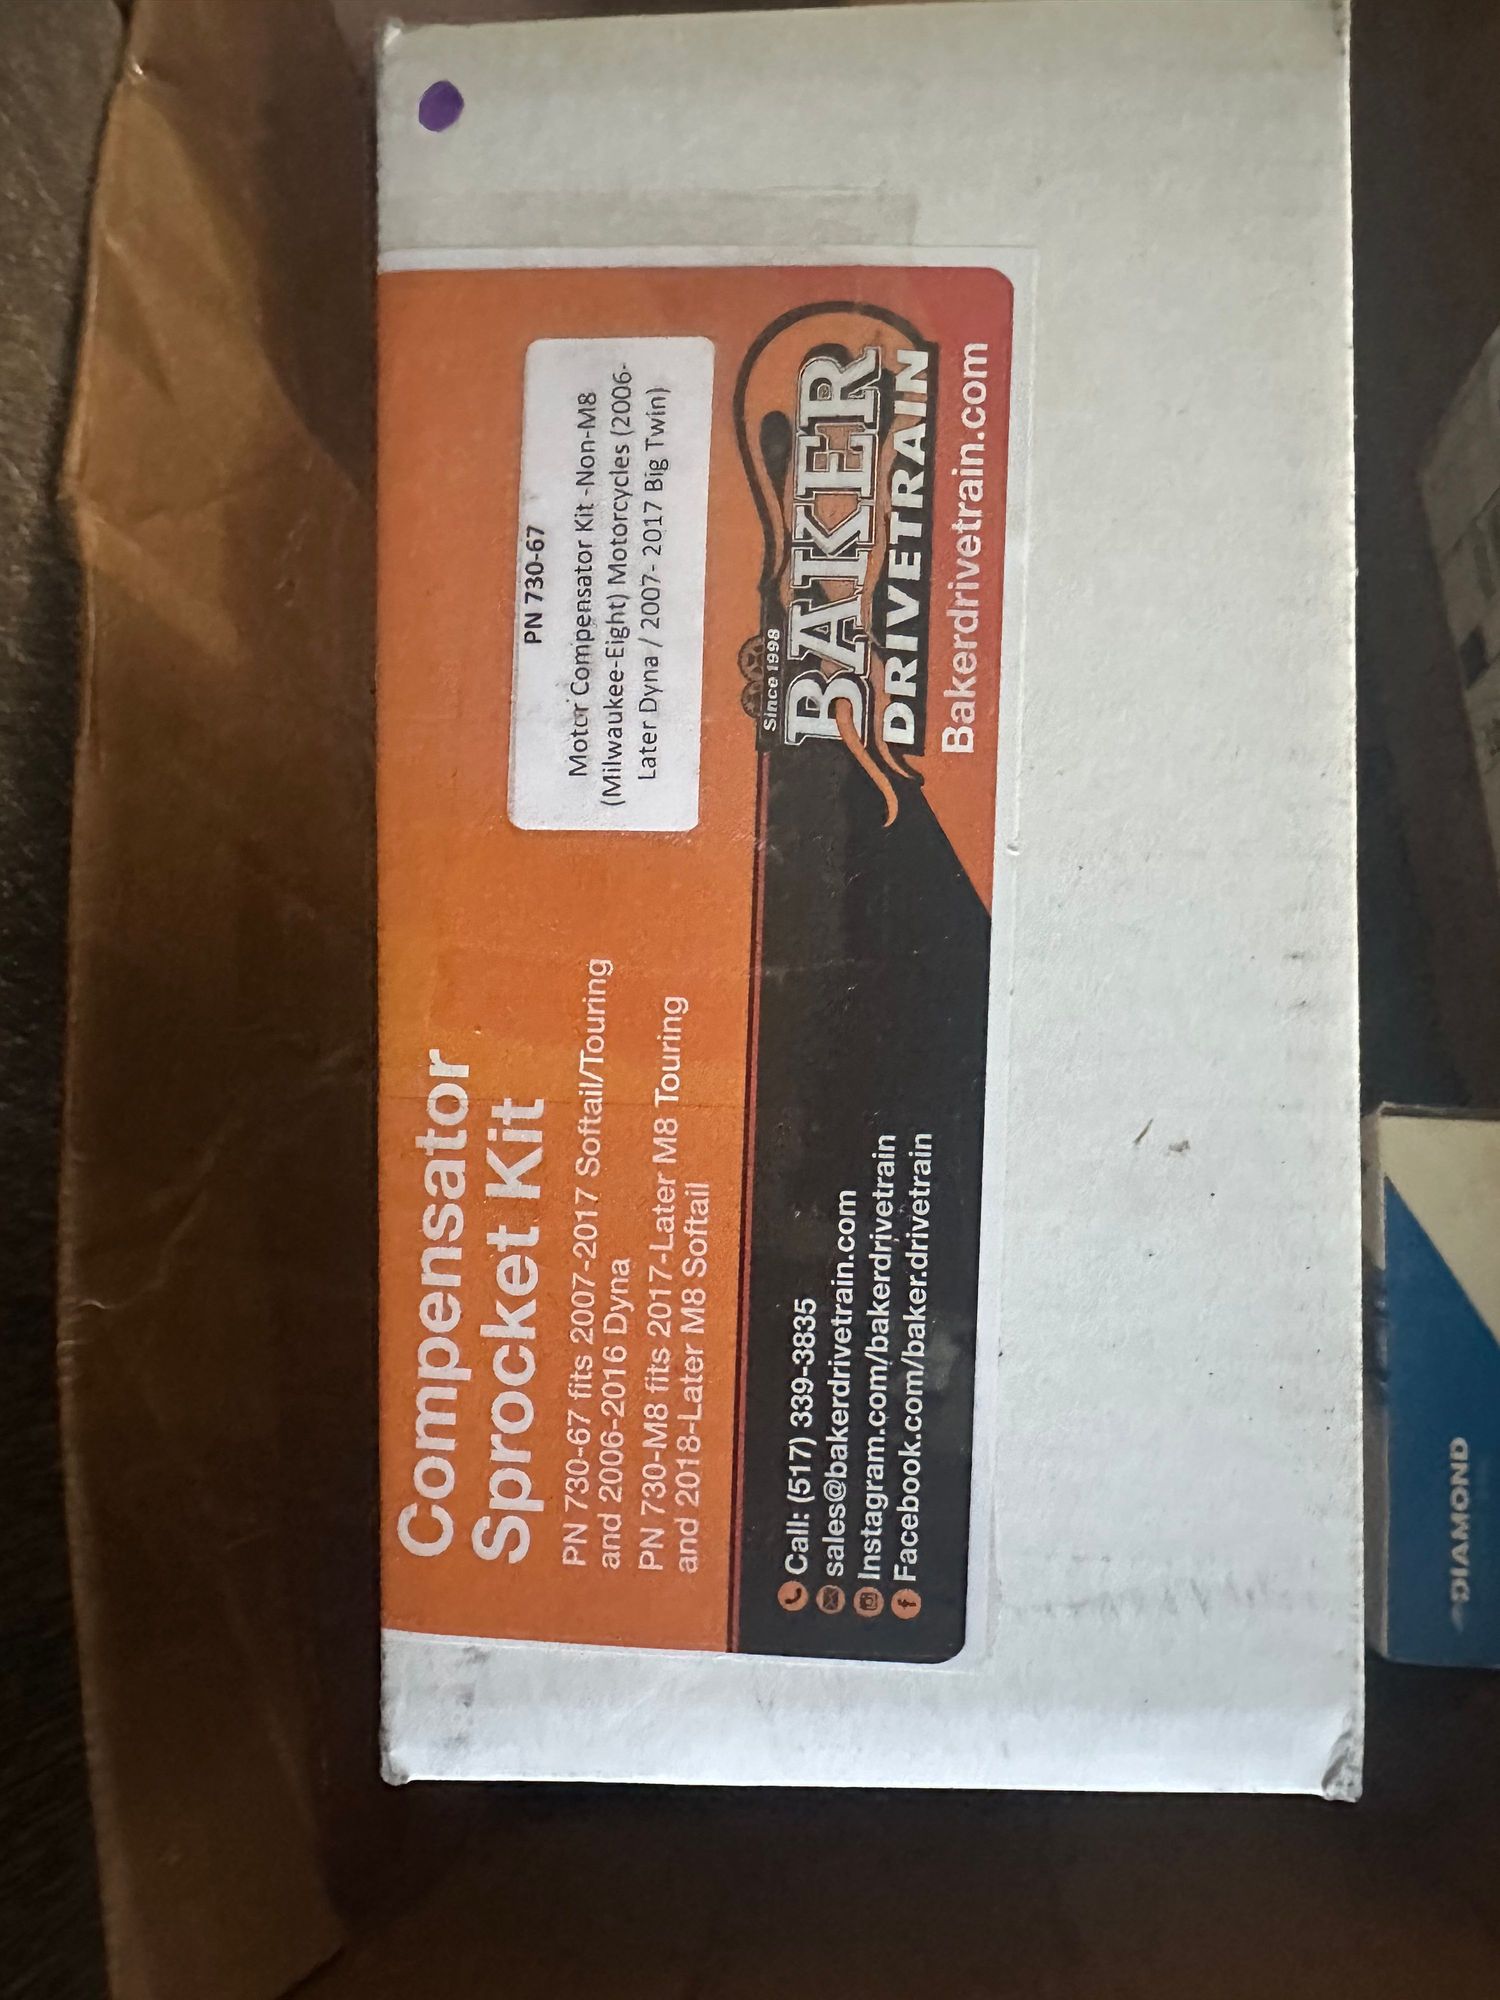 Compensator
Sprocket Kit
PN 730-67 fits 2007-2017 Softail/Touring
and 2006-2016 Dyna
PN 730-M8 fits 2017-Later M8 Touring
and 2018-Later M8 Softail
PN 730-67
Motor Compensator Kit -Non-M8
(Milwaukee-Eight) Motorcycles (2006-
Later Dyna / 2007- 2017 Big Twin)
Call: (517) 339-3835
sales@bakerdrivetrain.com
Instagram.com/bakerdrivetrain
Facebook.com/baker.drivetrain
Since 1998
BAKER
DRIVETRAIN
Bakerdrivetrain.com
DIAMOND